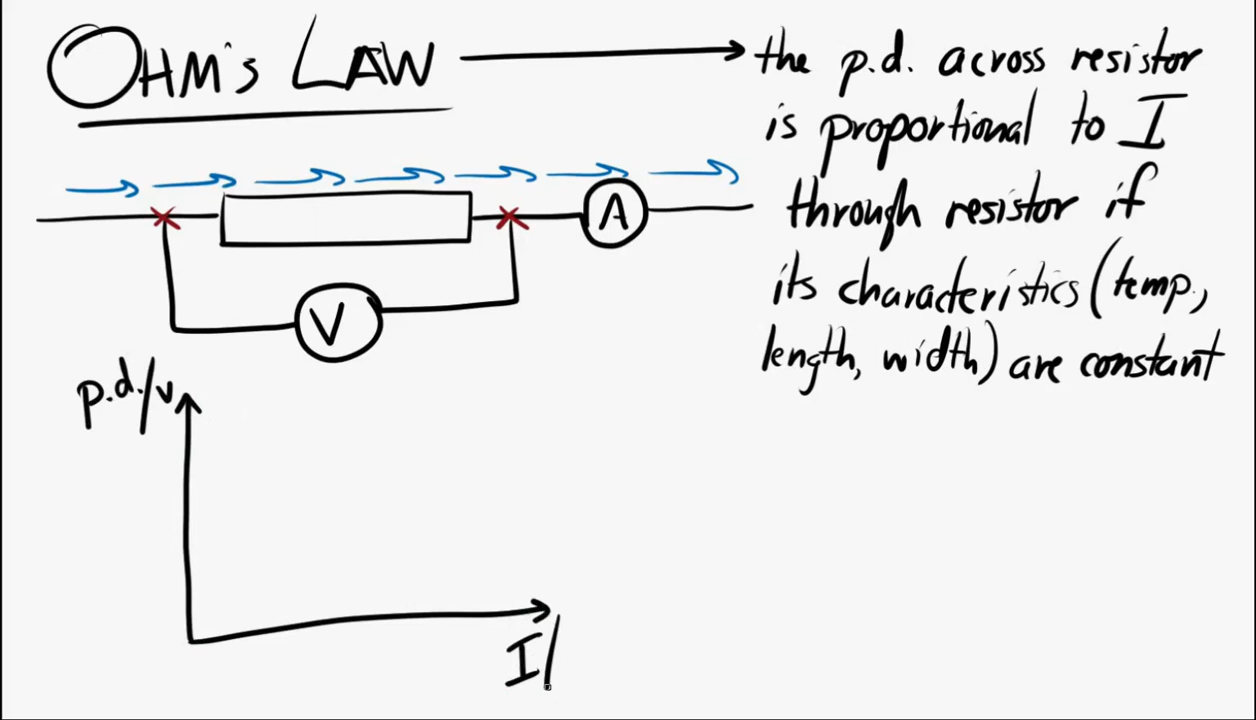 OHM's LAW
the p.d. across resistor
is proportional to I
through resistor if
its characteristics (temp,
length, width) are constant
A
V
p.d./v
I/